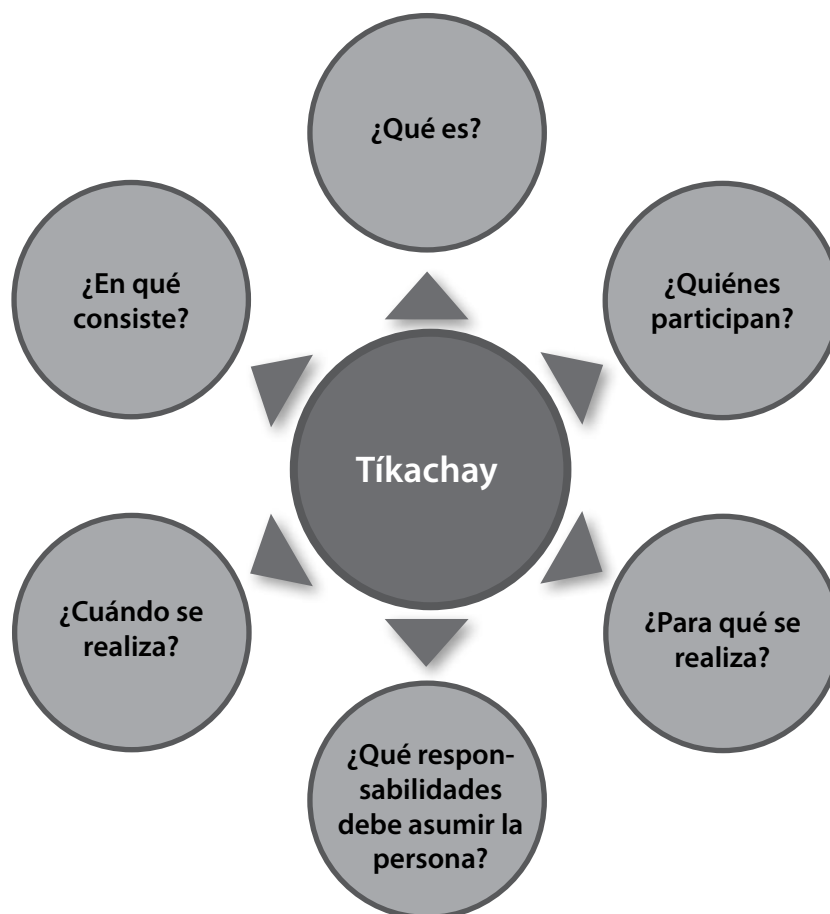 ¿Qué es?
¿En qué
consiste?
¿Quiénes
participan?
Tíkachay
¿Cuándo se
realiza?
¿Para qué se
realiza?
¿Qué respon-
sabilidades
debe asumir la
persona?